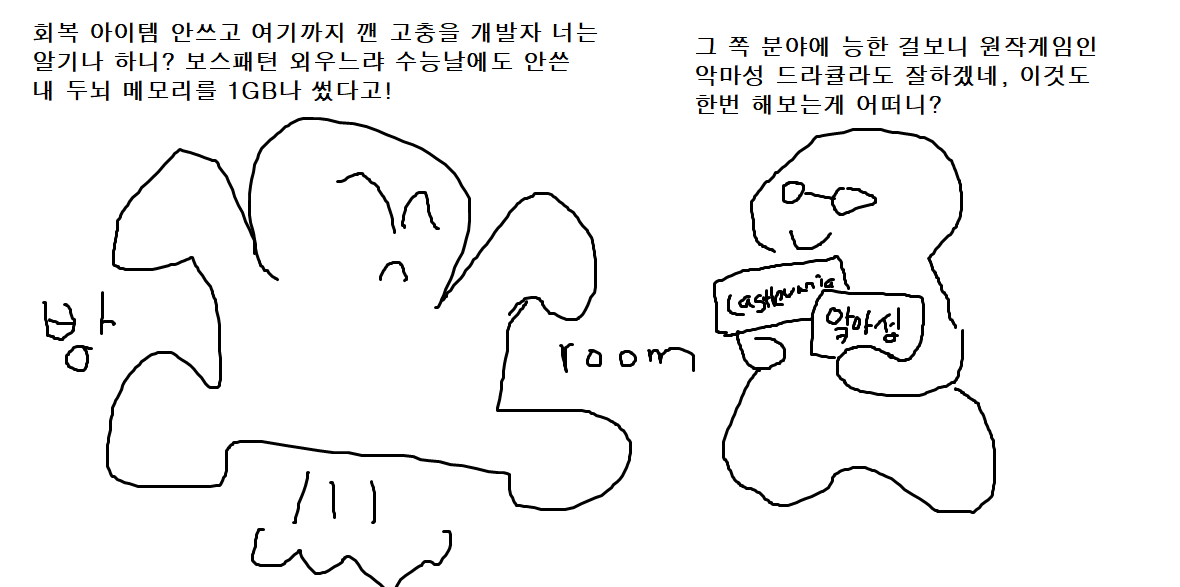 회복 아이템 안쓰고 여기까지 깬 고충을 개발자 너는
알기나 하니? 보스패턴 외우느랴 수능날에도 안쓴
내 두뇌 메모리를 1GB나 썼다고!
그 쪽 분야에 능한 걸보니 원작게임인
악마성 드라큘라도 잘하겠네, 이것도
한번 해보는게 어떠니?
방
room
악마성